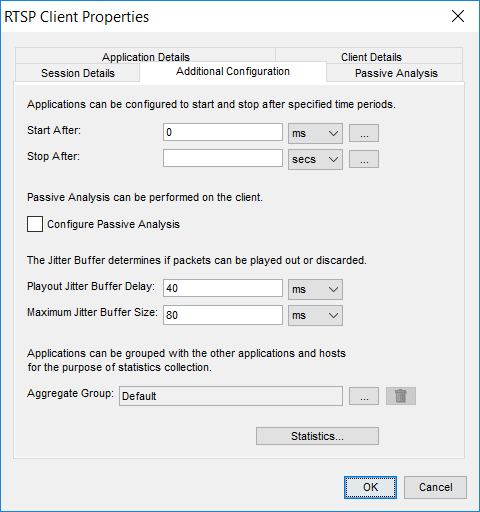 RTSP Client Properties
Application Details Client Details
Session Details Additional Configuration Passive Analysis
Applications can be configured to start and stop after specified time periods.
Start After: 0 ms ...
Stop After: secs ...
Passive Analysis can be performed on the client.
Configure Passive Analysis
The Jitter Buffer determines if packets can be played out or discarded.
Playout Jitter Buffer Delay: 40 ms
Maximum Jitter Buffer Size: 80 ms
Applications can be grouped with the other applications and hosts
for the purpose of statistics collection.
Aggregate Group: Default ...
Statistics...
OK Cancel